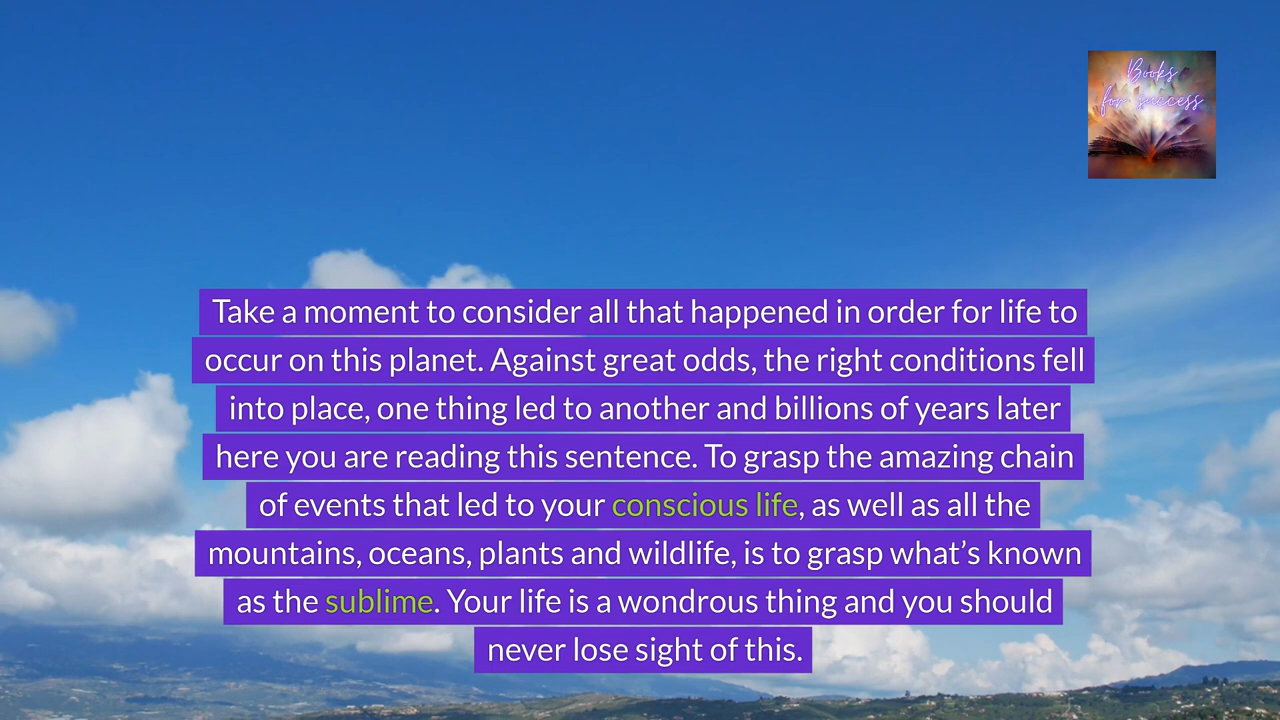 Books
for success
Take a moment to consider all that happened in order for life to
occur on this planet. Against great odds, the right conditions fell
into place, one thing led to another and billions of years later
here you are reading this sentence. To grasp the amazing chain
of events that led to your conscious life, as well as all the
mountains, oceans, plants and wildlife, is to grasp what’s known
as the sublime. Your life is a wondrous thing and you should
never lose sight of this.